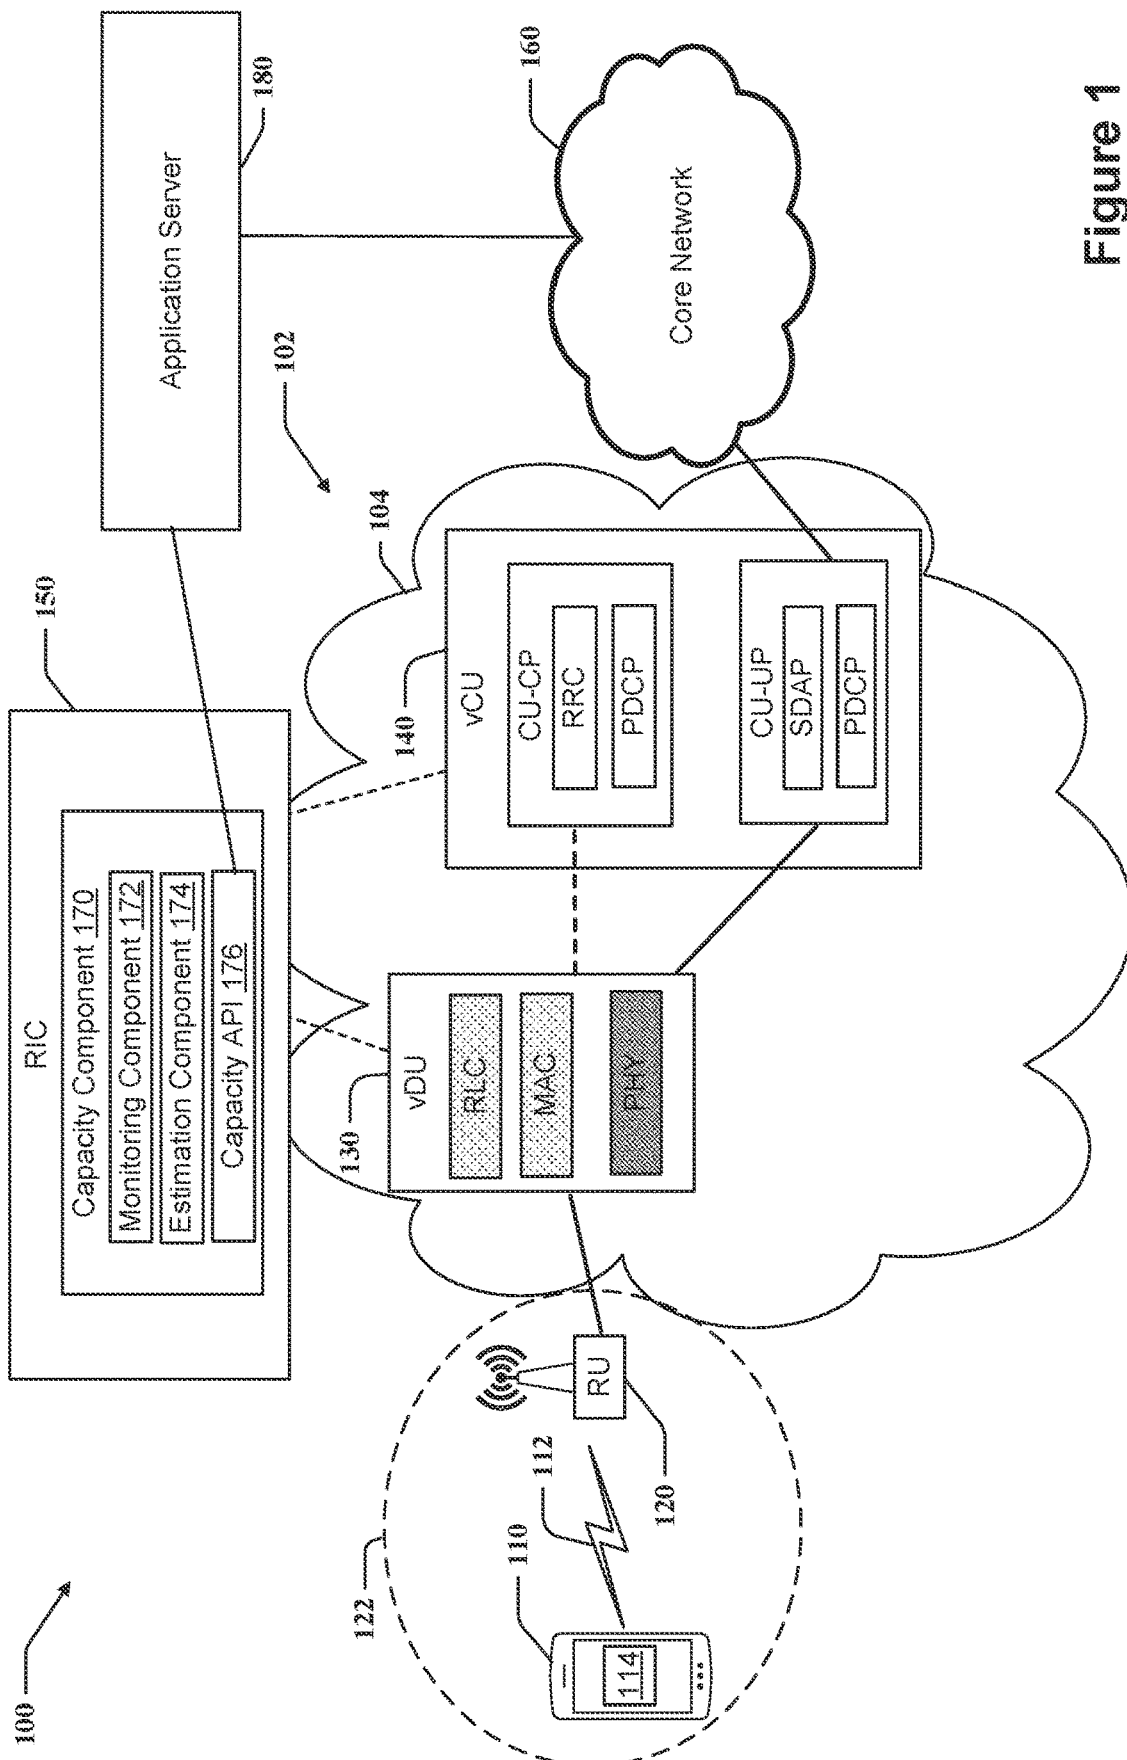 100
RIC
150
Capacity Component 170
Monitoring Component 172
Estimation Component 174
Capacity API 176
Application Server
180
102
104
122
110
114
112
RU
120
130
vDU
RLC
MAC
PHY
140
vCU
CU-CP
RRC
PDCP
CU-UP
SDAP
PDCP
160
Core Network
Figure 1